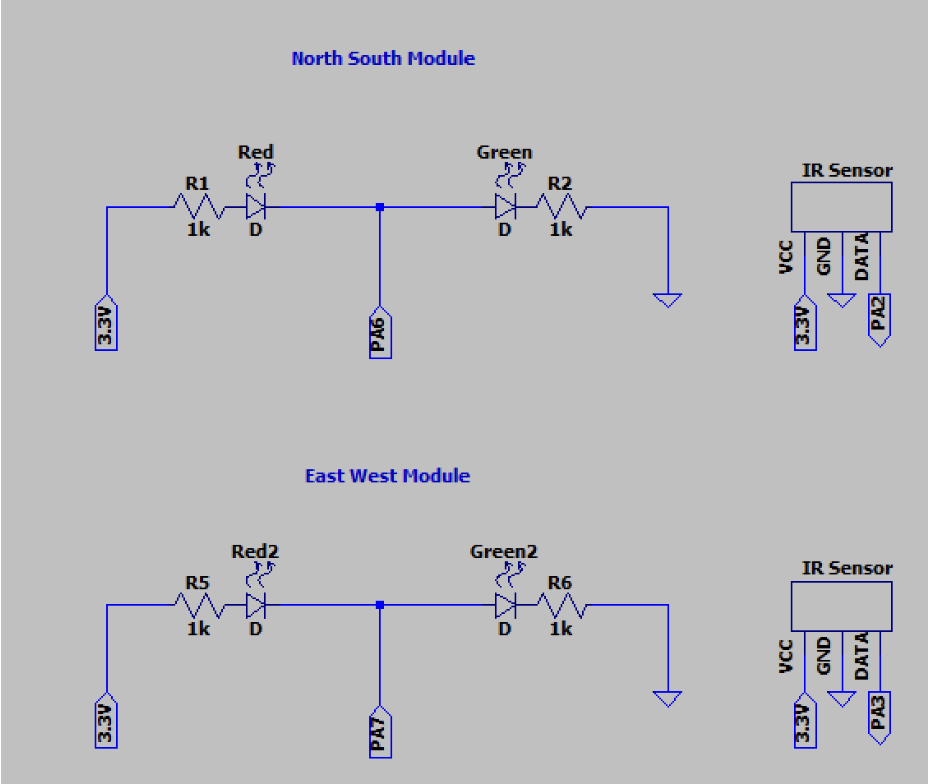 North South Module
Red
Green
R1
R2
IR Sensor
1k
D
D
1k
VCC
GND
DATA
3.3V
PA6
3.3V
PA2
East West Module
Red2
Green2
R5
R6
IR Sensor
1k
D
D
1k
VCC
GND
DATA
3.3V
PA7
3.3V
PA3